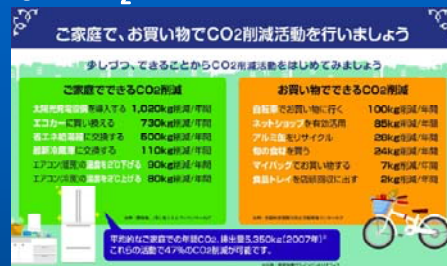 ご家庭で、お買い物でCO2削減活動を行いましょう
少しづつ、できることからCO2削減活動をはじめてみましょう
ご家庭でできるCO2削減
太陽光発電設備を導入する 1,020kg削減/年間
エコカーに買い換える 730kg削減/年間
省エネ給湯器に交換する 500kg削減/年間
最新冷蔵庫に交換する 110kg削減/年間
エアコン(暖房)の温度を2℃下げる 90kg削減/年間
エアコン(冷房)の温度を2℃上げる 80kg削減/年間
お買い物でできるCO2削減
自転車でお買い物に行く 100kg削減/年間
ネットショップを有効活用 85kg削減/年間
アルミ缶をリサイクル 26kg削減/年間
旬の食材を買う 24kg削減/年間
マイバッグでお買い物する 7kg削減/年間
食品トレイを店頭回収に出す 2kg削減/年間
平均的なご家庭での年間CO2、排出量5,350kg(2007年)
これらの活動で47%のCO2削減が可能です。